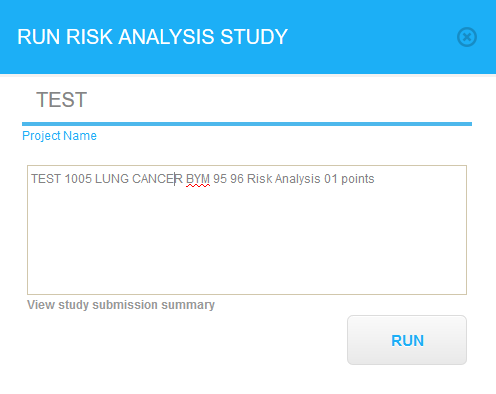 RUN RISK ANALYSIS STUDY
TEST
Project Name
TEST 1005 LUNG CANCER BYM 95 96 Risk Analysis 01 points
View study submission summary
RUN